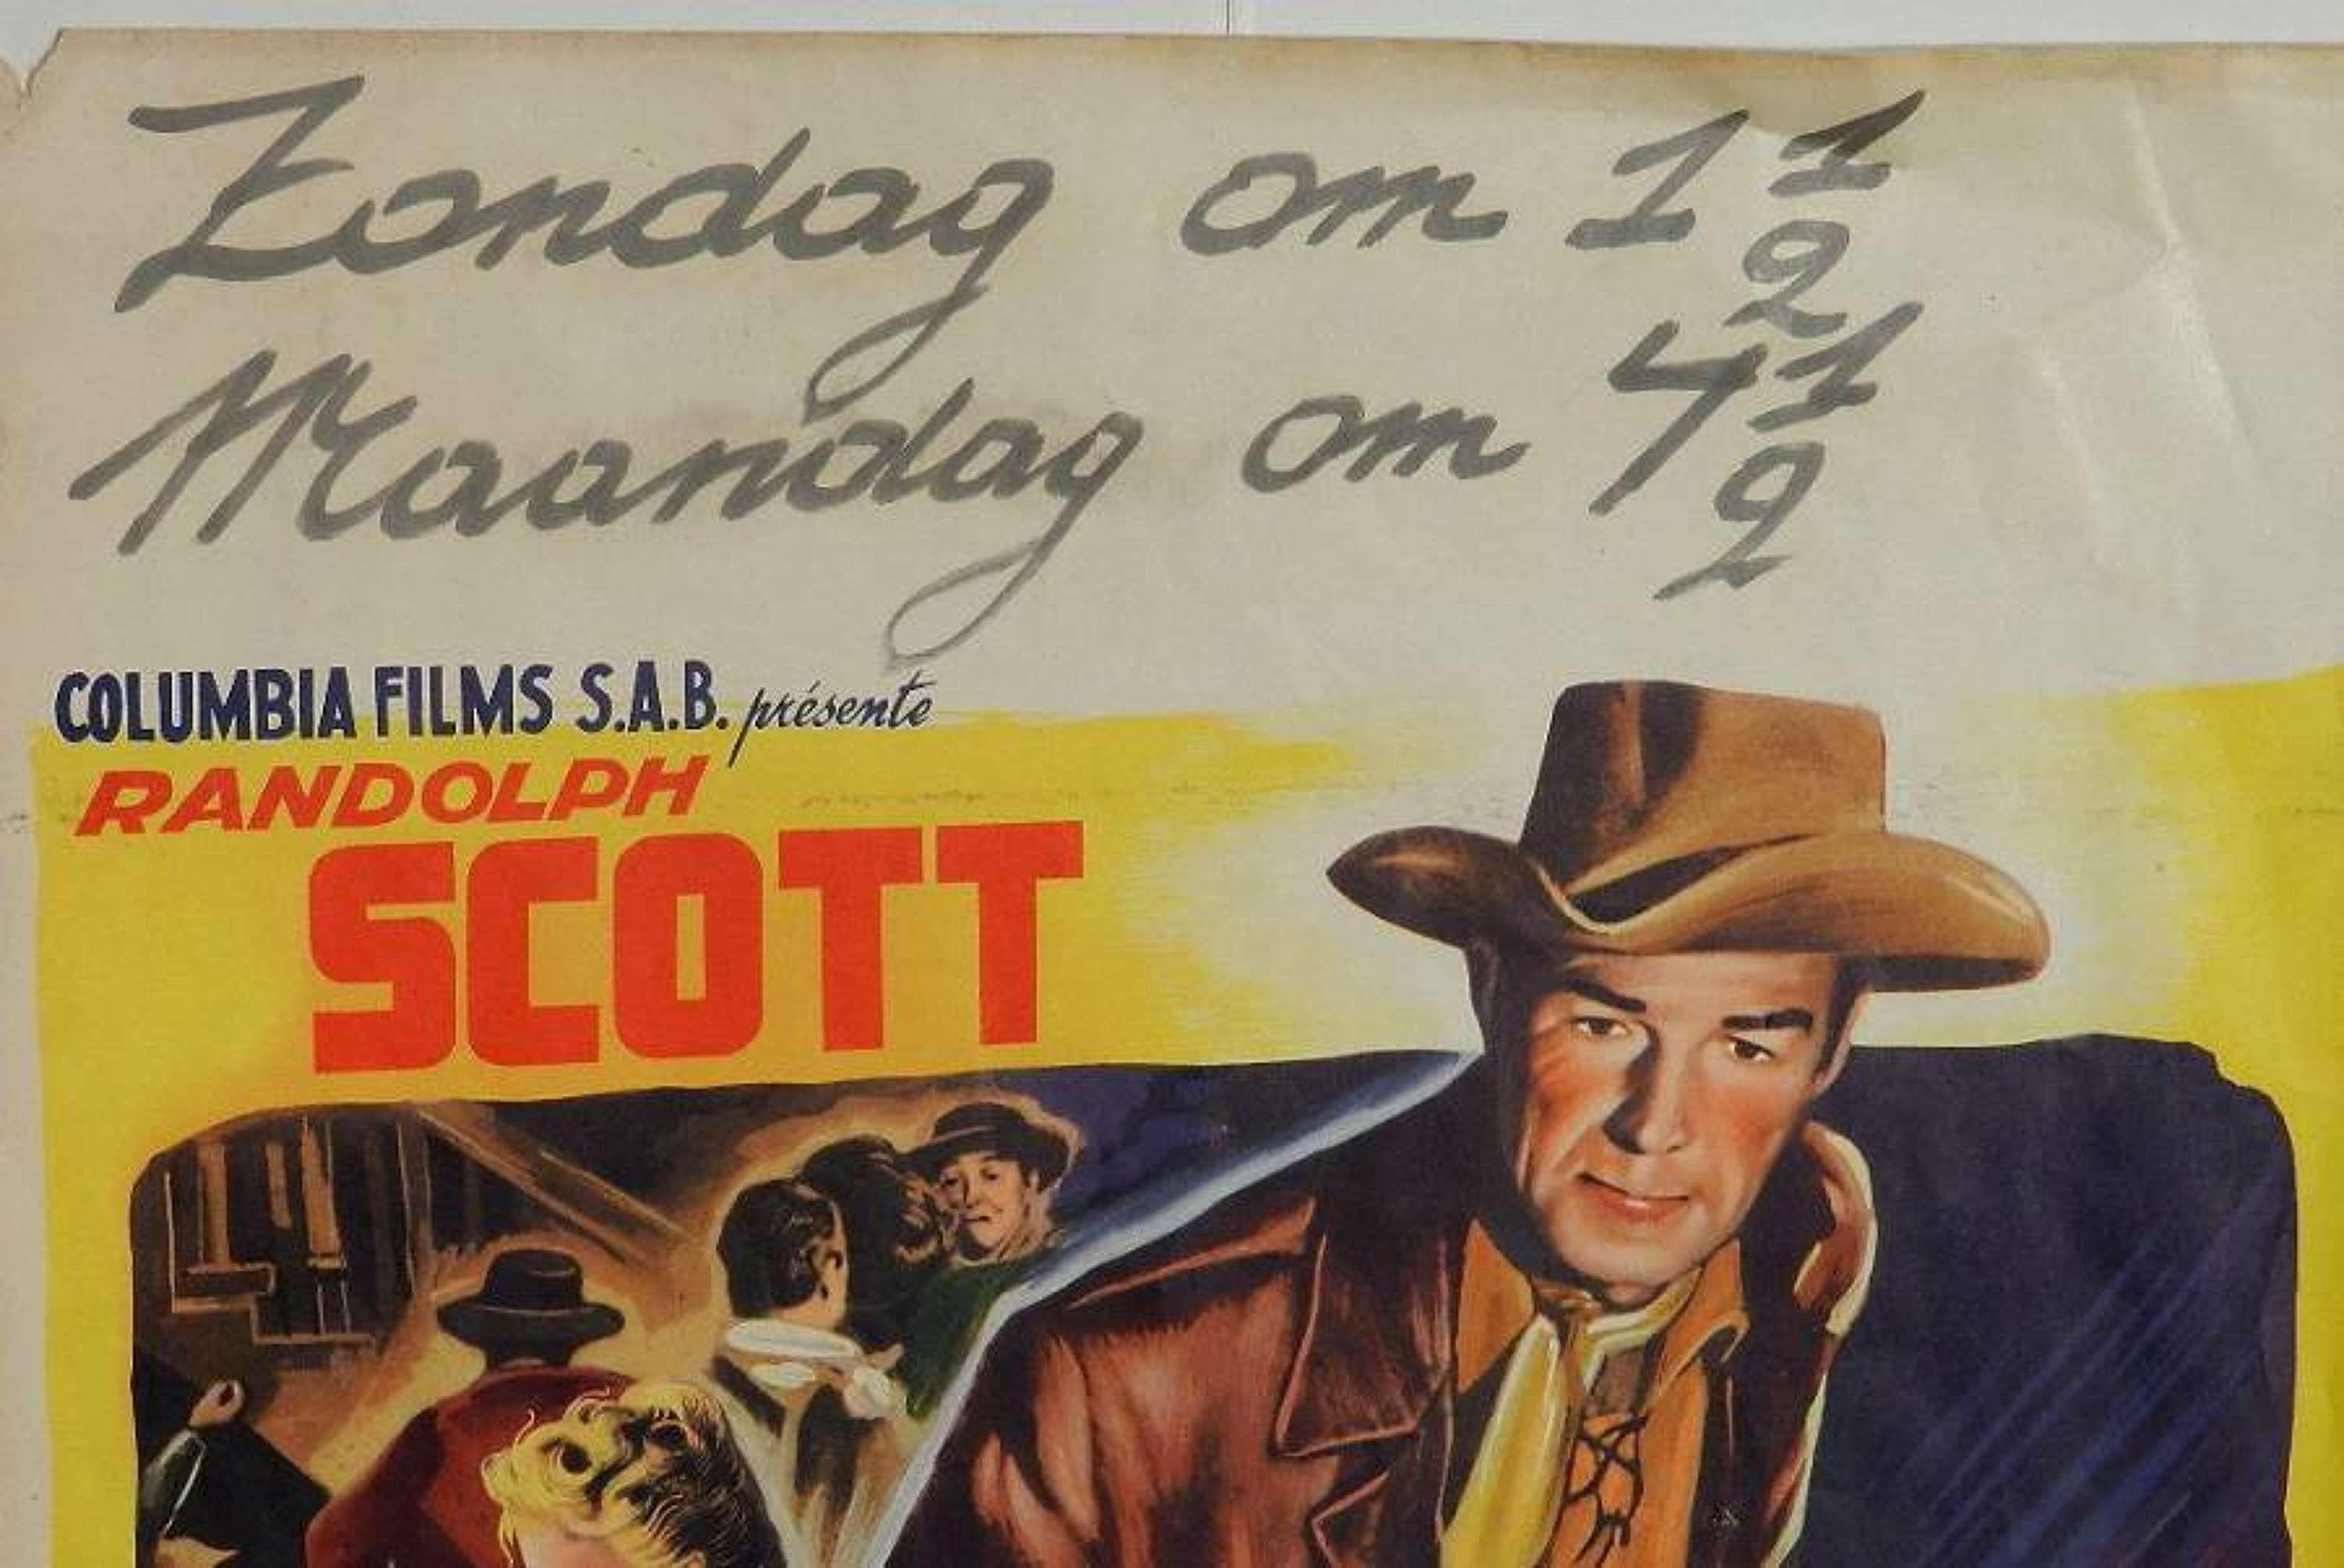 Zondag om 1 1/2
Maandag om 7 1/2
COLUMBIA FILMS S.A.B. présente
RANDOLPH
SCOTT